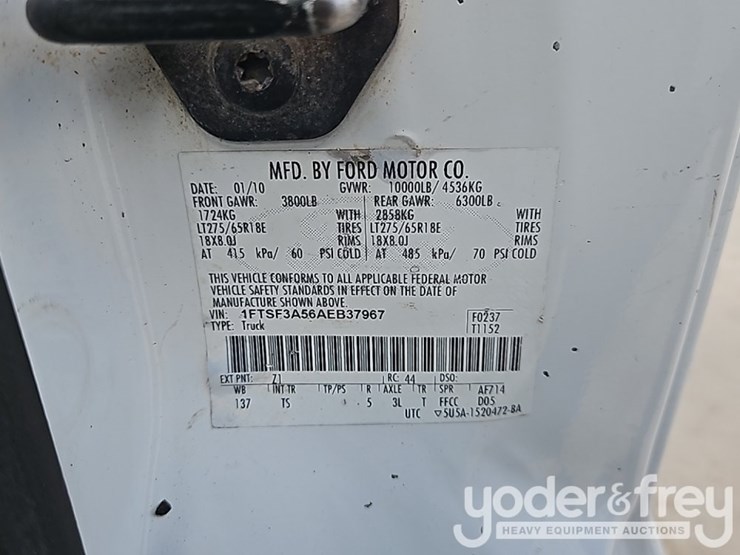 MFD. BY FORD MOTOR CO.
DATE: 01/10 GVWR: 10000LB/ 4536KG
FRONT GAWR: 3800LB REAR GAWR: 6300LB
1724KG WITH 2858KG WITH
LT275/65R18E TIRES LT275/65R18E TIRES
18X8.0J RIMS 18X8.0J RIMS
AT 415 kPa/ 60 PSI COLD AT 485 kPa/ 70 PSI COLD
THIS VEHICLE CONFORMS TO ALL APPLICABLE FEDERAL MOTOR
VEHICLE SAFETY STANDARDS IN EFFECT ON THE DATE OF
MANUFACTURE SHOWN ABOVE.
VIN: 1FTSF3A56AEB37967 F0237
TYPE: Truck T1152
EXT PNT: Z1 RC: 44 DSO:
WB INT TR TP/PS R AXLE TR SPR AF714
137 TS 5 3L T FFCC D05
UTC ▽5U5A-1520472-BA
yoder&frey
HEAVY EQUIPMENT AUCTIONS